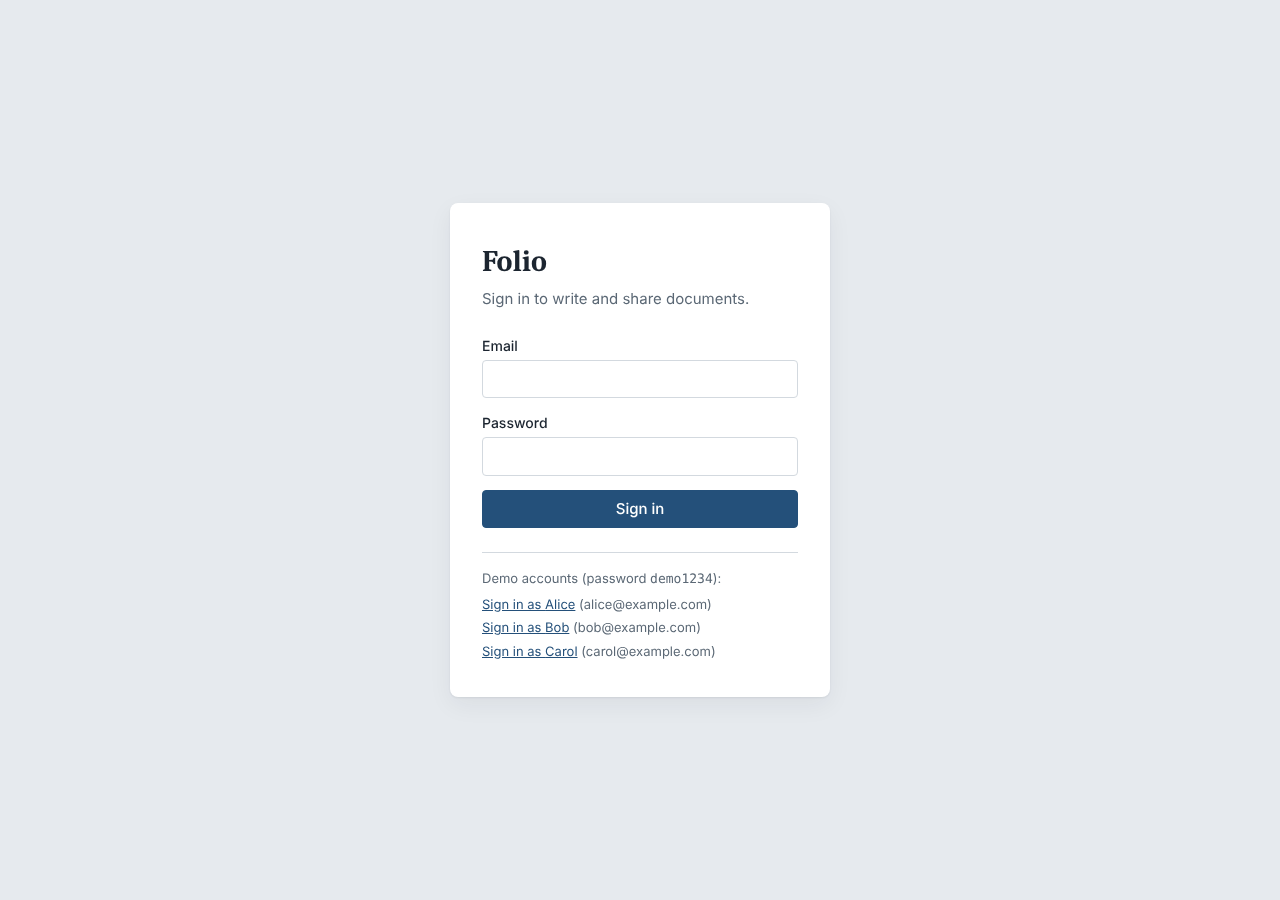 Folio
Sign in to write and share documents.
Email
Password
Sign in
Demo accounts (password demo1234):
Sign in as Alice (alice@example.com)
Sign in as Bob (bob@example.com)
Sign in as Carol (carol@example.com)